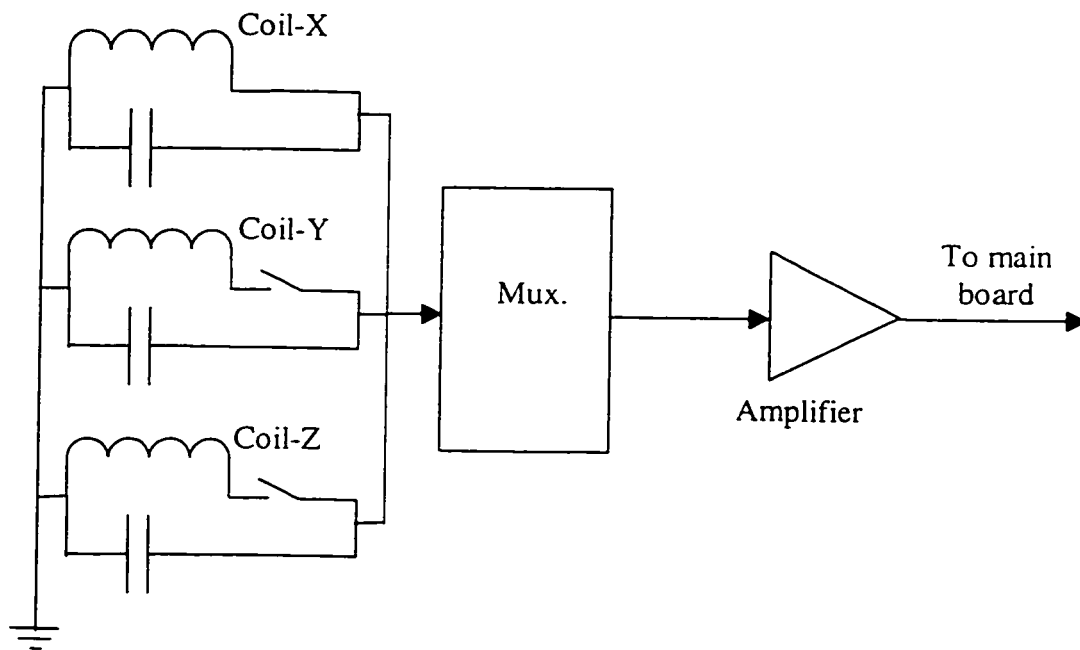 Coil-X
Coil-Y
Coil-Z
Mux.
Amplifier
To main
board